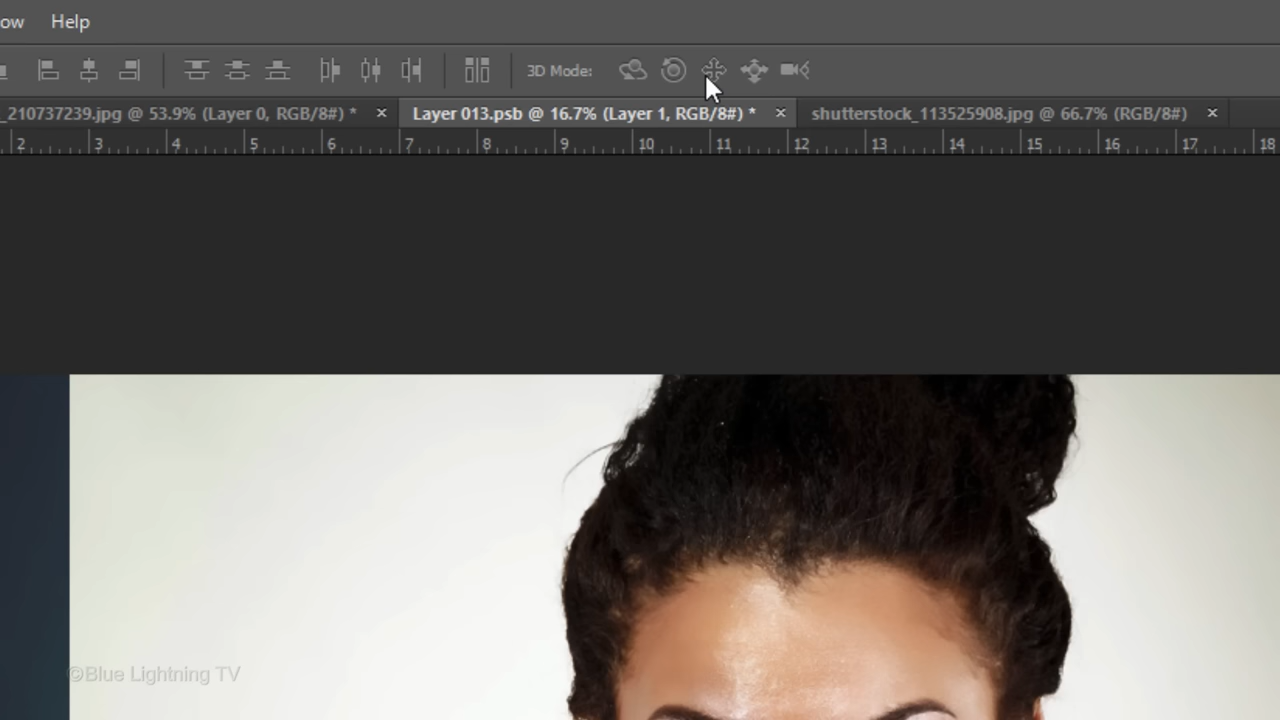 ow Help
3D Mode:
_210737239.jpg @ 53.9% (Layer 0, RGB/8#) * × Layer 013.psb @ 16.7% (Layer 1, RGB/8#) * × shutterstock_113525908.jpg @ 66.7% (RGB/8#) ×
2 3 4 5 6 7 8 9 10 11 12 13 14 15 16 17 18
©Blue Lightning TV